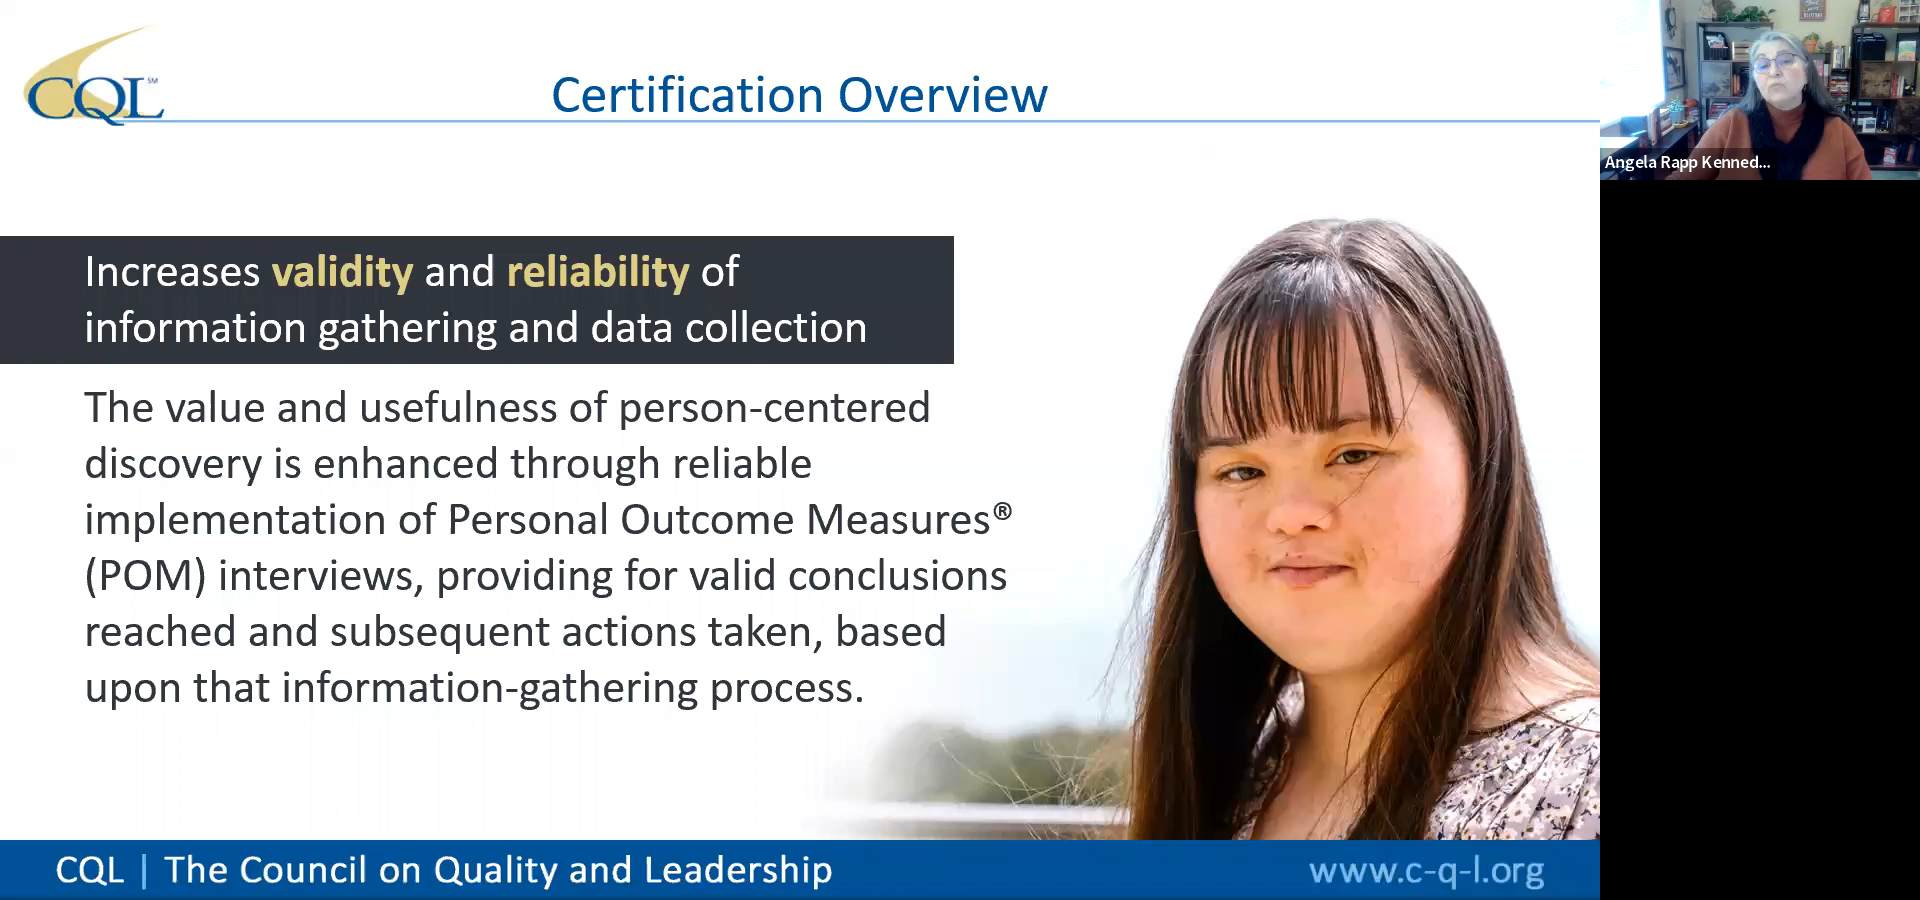 CQL SM
Certification Overview
Angela Rapp Kenned...
Increases validity and reliability of
information gathering and data collection
The value and usefulness of person-centered
discovery is enhanced through reliable
implementation of Personal Outcome Measures®
(POM) interviews, providing for valid conclusions
reached and subsequent actions taken, based
upon that information-gathering process.
CQL | The Council on Quality and Leadership
www.c-q-l.org